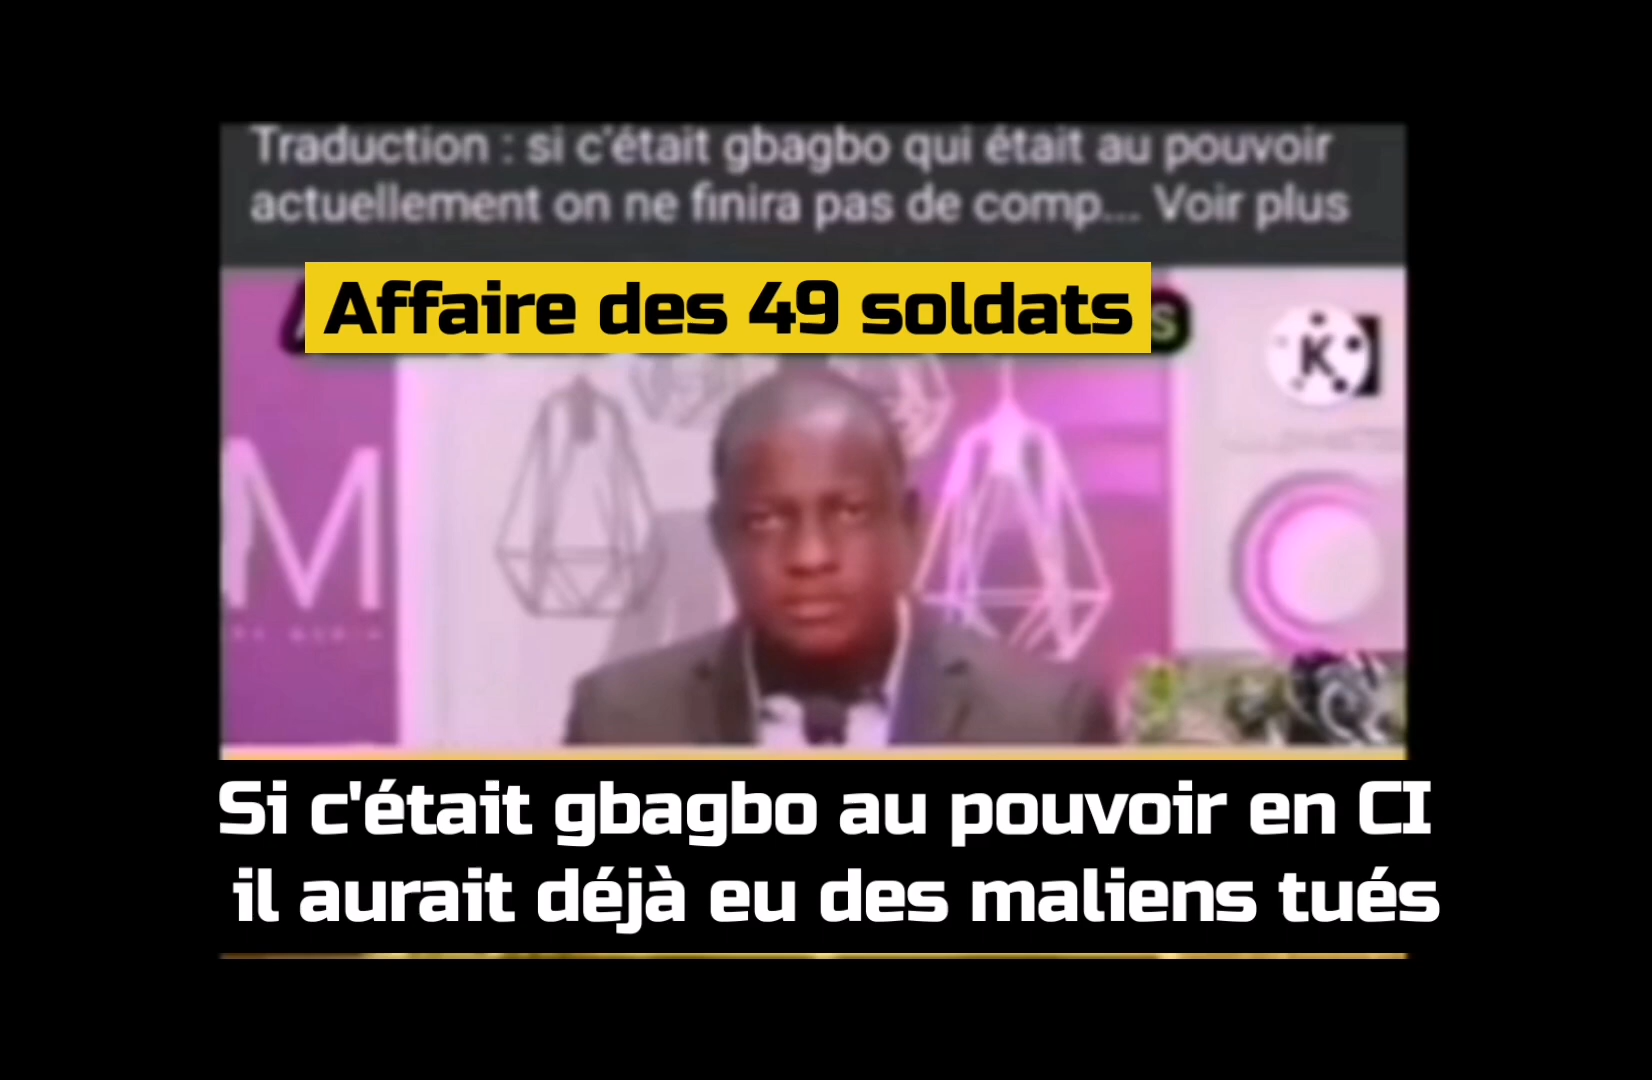 Traduction : si c'était gbagbo qui était au pouvoir
actuellement on ne finira pas de comp... Voir plus
Affaire des 49 soldats
K
M
Si c'était gbagbo au pouvoir en CI
il aurait déjà eu des maliens tués